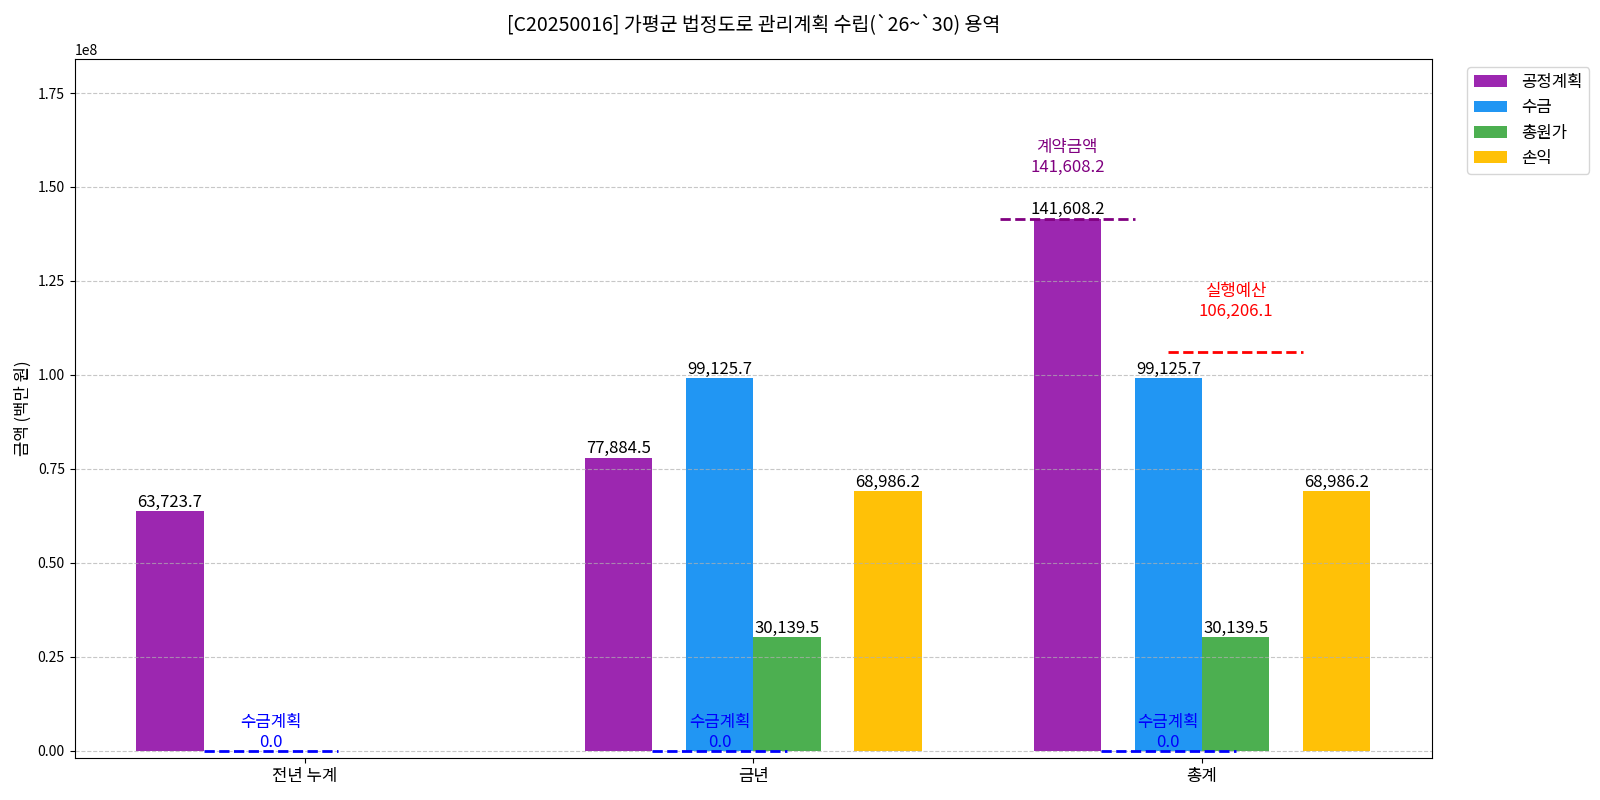 [C20250016] 가평군 법정도로 관리계획 수립(`26~`30) 용역
1e8
1.75
1.50
1.25
1.00
0.75
0.50
0.25
0.00
금액 (백만 원)
공정계획
수금
총원가
손익
계약금액
141,608.2
141,608.2
실행예산
106,206.1
99,125.7
99,125.7
77,884.5
68,986.2
68,986.2
63,723.7
30,139.5
30,139.5
수금계획
0.0
수금계획
0.0
수금계획
0.0
전년 누계
금년
총계